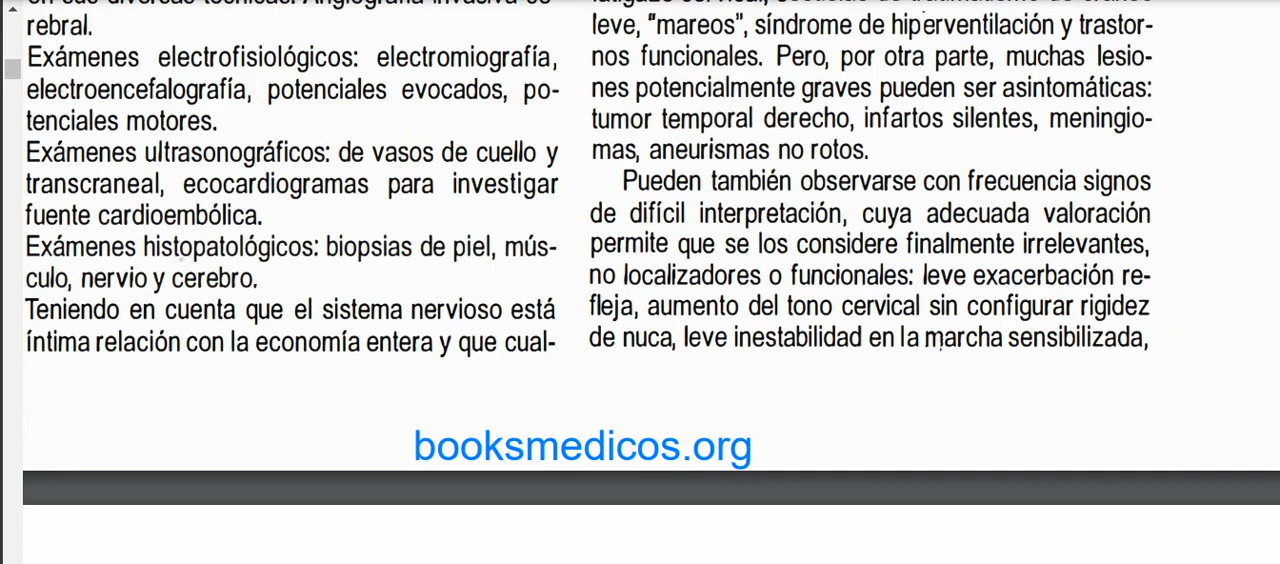 rebral.
Exámenes electrofisiológicos: electromiografía,
electroencefalografía, potenciales evocados, po-
tenciales motores.
Exámenes ultrasonográficos: de vasos de cuello y
transcraneal, ecocardiogramas para investigar
fuente cardioembólica.
Exámenes histopatológicos: biopsias de piel, mús-
culo, nervio y cerebro.
Teniendo en cuenta que el sistema nervioso está
íntima relación con la economía entera y que cual-
leve, "mareos", síndrome de hiperventilación y trastor-
nos funcionales. Pero, por otra parte, muchas lesio-
nes potencialmente graves pueden ser asintomáticas:
tumor temporal derecho, infartos silentes, meningio-
mas, aneurismas no rotos.
Pueden también observarse con frecuencia signos
de difícil interpretación, cuya adecuada valoración
permite que se los considere finalmente irrelevantes,
no localizadores o funcionales: leve exacerbación re-
fleja, aumento del tono cervical sin configurar rigidez
de nuca, leve inestabilidad en la marcha sensibilizada,
booksmedicos.org